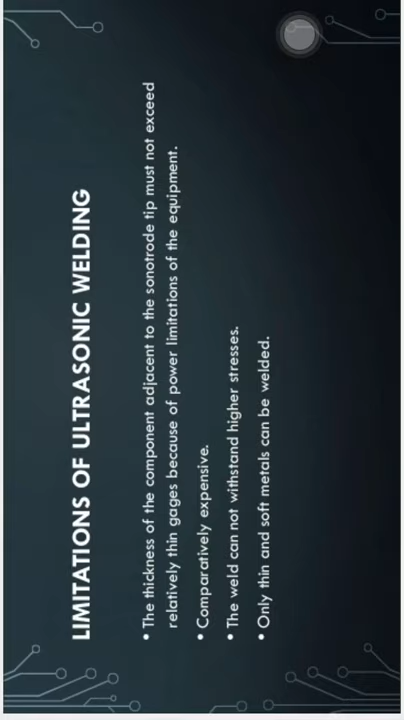 LIMITATIONS OF ULTRASONIC WELDING
• The thickness of the component adjacent to the sonotrode tip must not exceed
relatively thin gages because of power limitations of the equipment.
• Comparatively expensive.
• The weld can not withstand higher stresses.
• Only thin and soft metals can be welded.